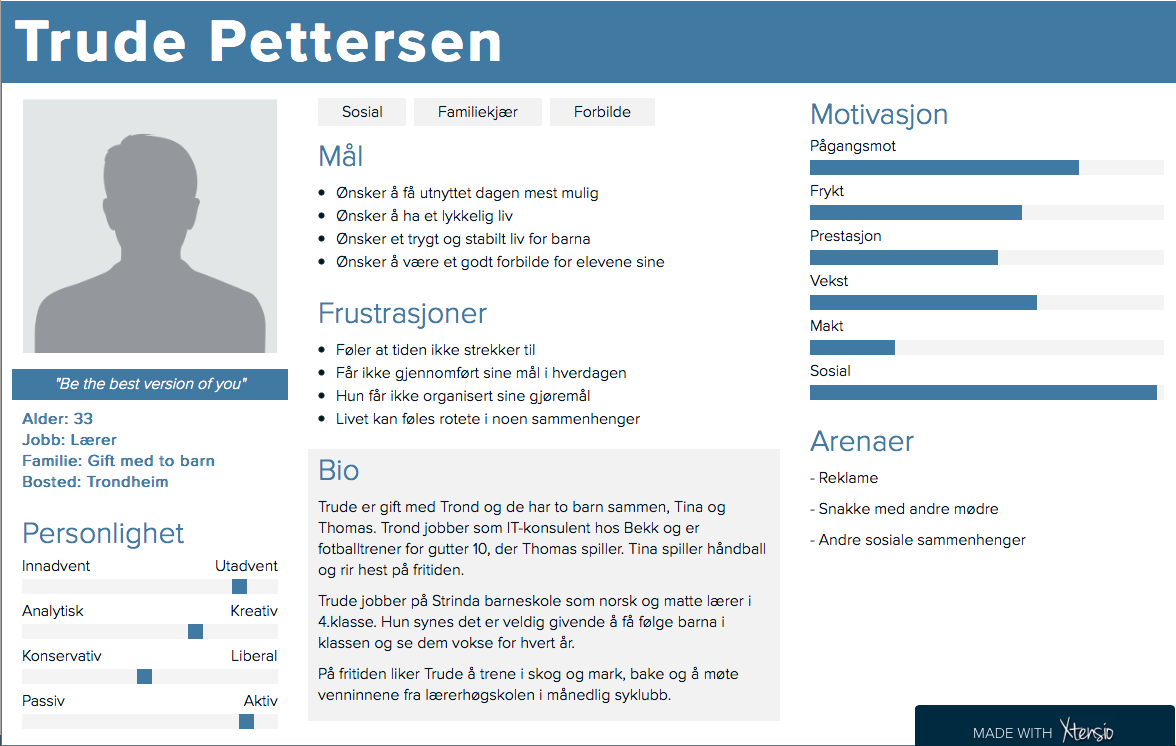 Trude Pettersen
"Be the best version of you"
Alder: 33
Jobb: Lærer
Familie: Gift med to barn
Bosted: Trondheim
Personlighet
Innadvent Utadvent
Analytisk Kreativ
Konservativ Liberal
Passiv Aktiv
Sosial Familiekjær Forbilde
Mål
• Ønsker å få utnyttet dagen mest mulig
• Ønsker å ha et lykkelig liv
• Ønsker et trygt og stabilt liv for barna
• Ønsker å være et godt forbilde for elevene sine
Frustrasjoner
• Føler at tiden ikke strekker til
• Får ikke gjennomført sine mål i hverdagen
• Hun får ikke organisert sine gjøremål
• Livet kan føles rotete i noen sammenhenger
Bio
Trude er gift med Trond og de har to barn sammen, Tina og
Thomas. Trond jobber som IT-konsulent hos Bekk og er
fotballtrener for gutter 10, der Thomas spiller. Tina spiller håndball
og rir hest på fritiden.
Trude jobber på Strinda barneskole som norsk og matte lærer i
4.klasse. Hun synes det er veldig givende å få følge barna i
klassen og se dem vokse for hvert år.
På fritiden liker Trude å trene i skog og mark, bake og å møte
venninnene fra lærerhøgskolen i månedlig syklubb.
Motivasjon
Pågangsmot
Frykt
Prestasjon
Vekst
Makt
Sosial
Arenaer
- Reklame
- Snakke med andre mødre
- Andre sosiale sammenhenger
MADE WITH Xtensio